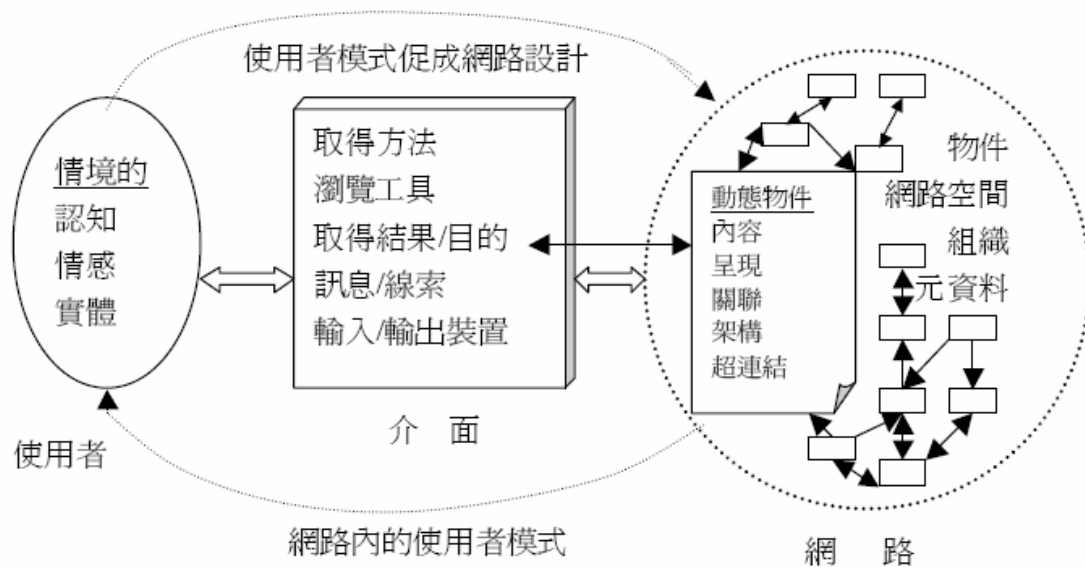 使用者模式促成網路設計
情境的
認知
情感
實體
使用者
取得方法
瀏覽工具
取得結果/目的
訊息/線索
輸入/輸出裝置
介 面
動態物件
內容
呈現
關聯
架構
超連結
物件
網路空間
組織
元資料
網路內的使用者模式
網 路